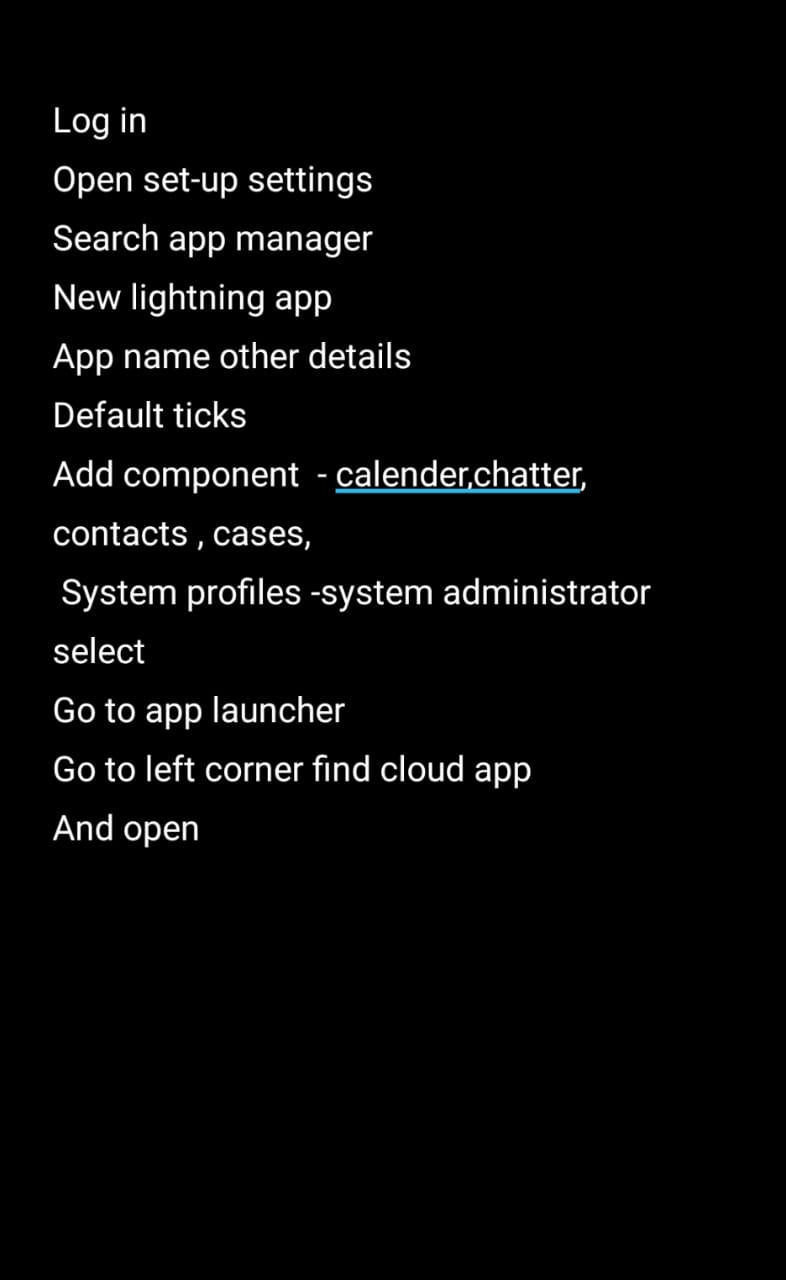 Log in
Open set-up settings
Search app manager
New lightning app
App name other details
Default ticks
Add component  - calender,chatter,
contacts , cases,
 System profiles -system administrator
select
Go to app launcher
Go to left corner find cloud app
And open